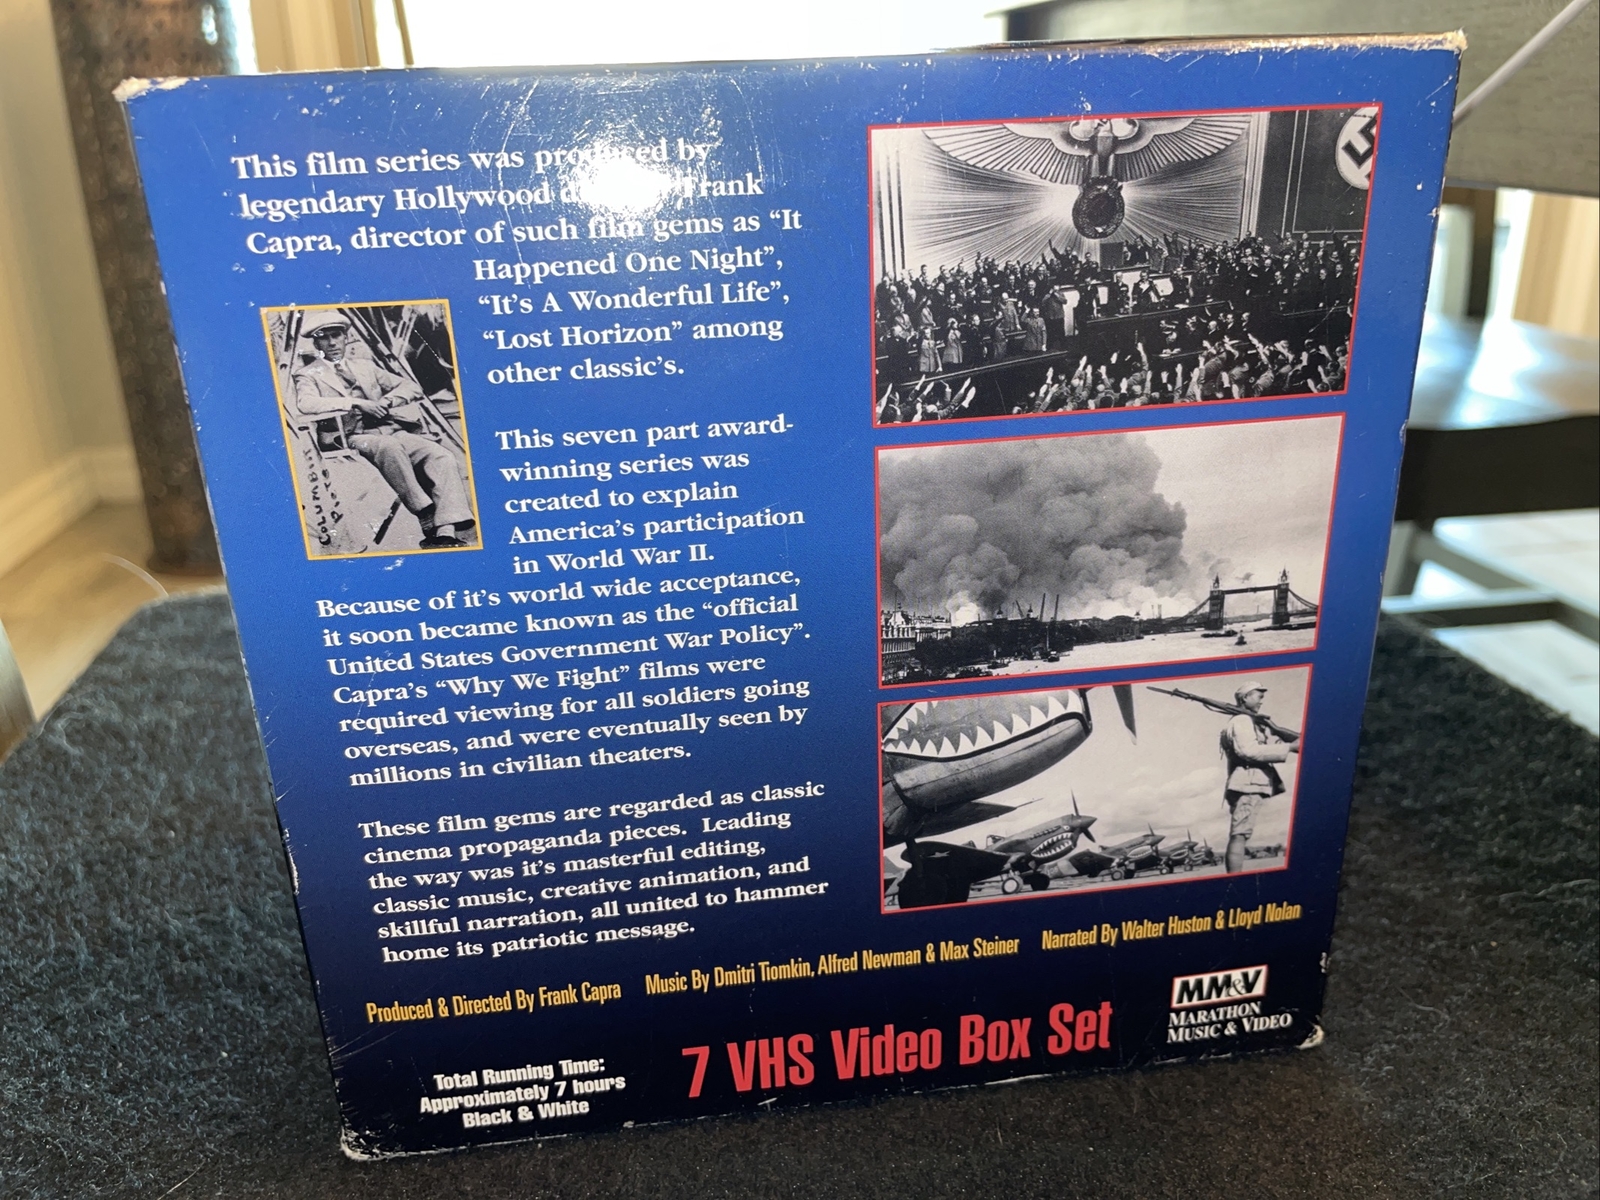 This film series was produced by
legendary Hollywood Frank
Capra, director of such film gems as “It
Happened One Night”,
“It's A Wonderful Life”,
“Lost Horizon” among
other classic's.
COLUMBIA
This seven part award-
winning series was
created to explain
America's participation
in World War II.
Because of it's world wide acceptance,
it soon became known as the “official
United States Government War Policy”.
Capra's “Why We Fight” films were
required viewing for all soldiers going
overseas, and were eventually seen by
millions in civilian theaters.
These film gems are regarded as classic
cinema propaganda pieces. Leading
the way was it's masterful editing,
classic music, creative animation, and
skillful narration, all united to hammer
home its patriotic message.
Produced & Directed By Frank Capra Music By Dmitri Tiomkin, Alfred Newman & Max Steiner Narrated By Walter Huston & Lloyd Nolan
Total Running Time:
Approximately 7 hours
Black & White
7 VHS Video Box Set
MM&V
MARATHON
MUSIC & VIDEO